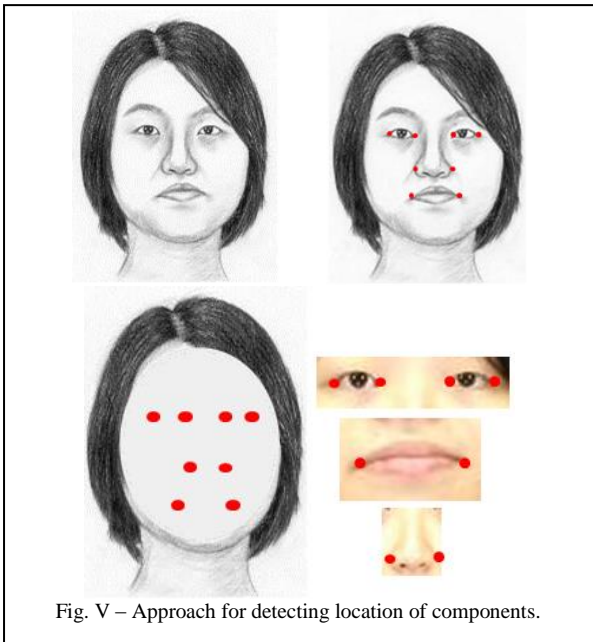 Fig. V – Approach for detecting location of components.